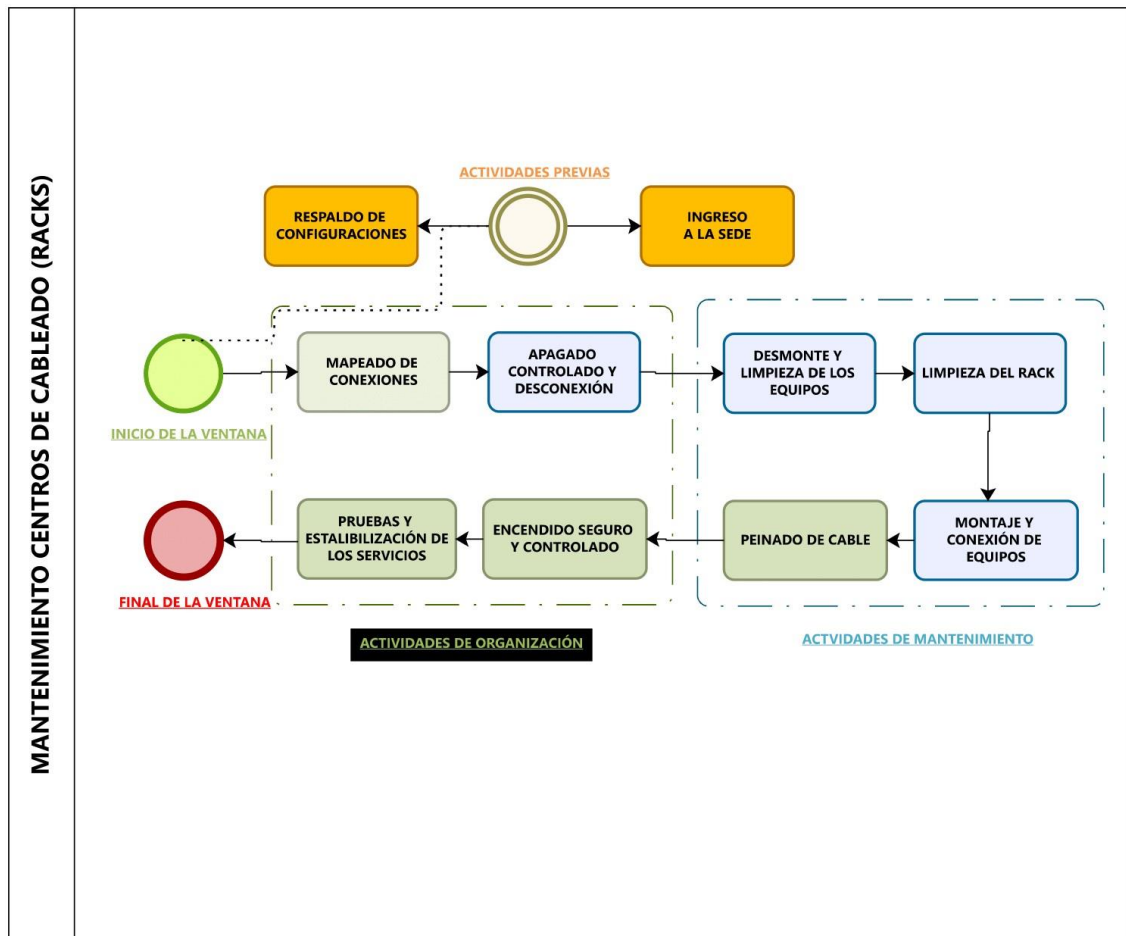 MANTENIMIENTO CENTROS DE CABLEADO (RACKS)
ACTIVIDADES PREVIAS
RESPALDO DE
CONFIGURACIONES
INGRESO
A LA SEDE
INICIO DE LA VENTANA
MAPEADO DE
CONEXIONES
APAGADO
CONTROLADO Y
DESCONEXIÓN
DESMONTE Y
LIMPIEZA DE LOS
EQUIPOS
LIMPIEZA DEL RACK
MONTAJE Y
CONEXIÓN DE
EQUIPOS
PEINADO DE CABLE
ENCENDIDO SEGURO
Y CONTROLADO
PRUEBAS Y
ESTALIBILIZACIÓN DE
LOS SERVICIOS
FINAL DE LA VENTANA
ACTIVIDADES DE ORGANIZACIÓN
ACTVIDADES DE MANTENIMIENTO